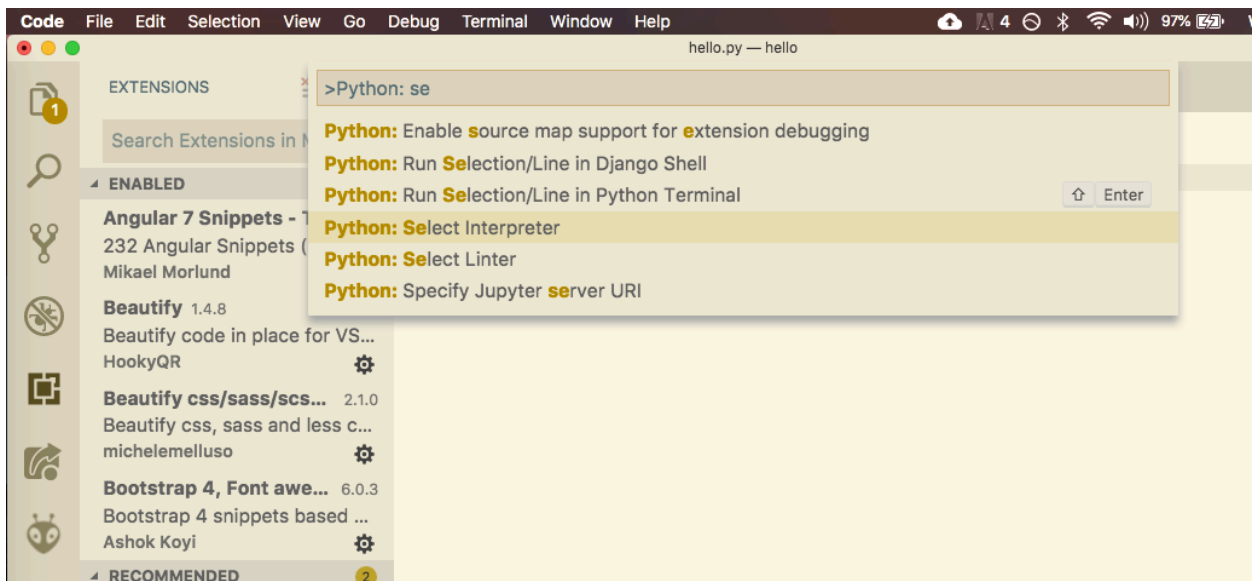 Code File Edit Selection View Go Debug Terminal Window Help 4 97%
hello.py — hello
1
EXTENSIONS
>Python: se
Search Extensions in
Python: Enable source map support for extension debugging
Python: Run Selection/Line in Django Shell
ENABLED
Python: Run Selection/Line in Python Terminal Enter
Angular 7 Snippets -
Python: Select Interpreter
232 Angular Snippets (
Python: Select Linter
Mikael Morlund
Python: Specify Jupyter server URI
Beautify 1.4.8
Beautify code in place for VS...
HookyQR
Beautify css/sass/scs... 2.1.0
Beautify css, sass and less c...
michelemelluso
Bootstrap 4, Font awe... 6.0.3
Bootstrap 4 snippets based ...
Ashok Koyi
RECOMMENDED 2